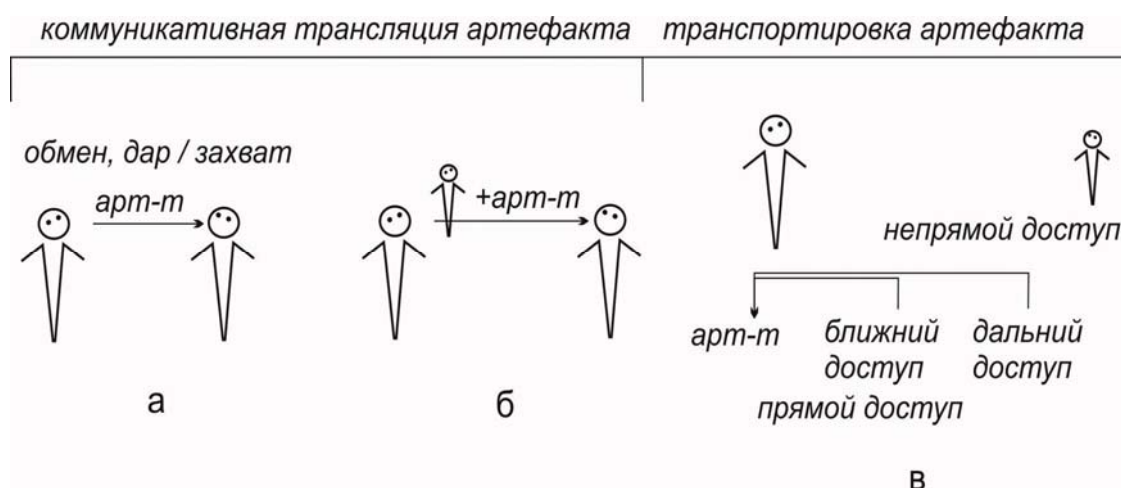 коммуникативная трансляция артефакта
транспортировка артефакта
обмен, дар / захват
арт-т
+арт-т
непрямой доступ
арт-т
ближний
доступ
дальний
доступ
прямой доступ
а
б
в